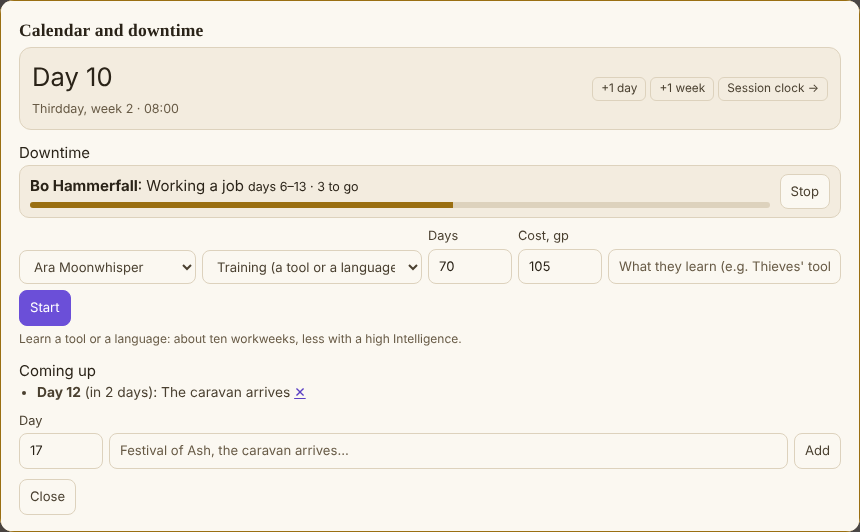 Calendar and downtime
Day 10
Thirdday, week 2 · 08:00
+1 day
+1 week
Session clock →
Downtime
Bo Hammerfall: Working a job days 6–13 · 3 to go
Stop
Days
Cost, gp
Ara Moonwhisper
Training (a tool or a language
70
105
What they learn (e.g. Thieves' tool
Start
Learn a tool or a language: about ten workweeks, less with a high Intelligence.
Coming up
• Day 12 (in 2 days): The caravan arrives ✕
Day
17
Festival of Ash, the caravan arrives…
Add
Close